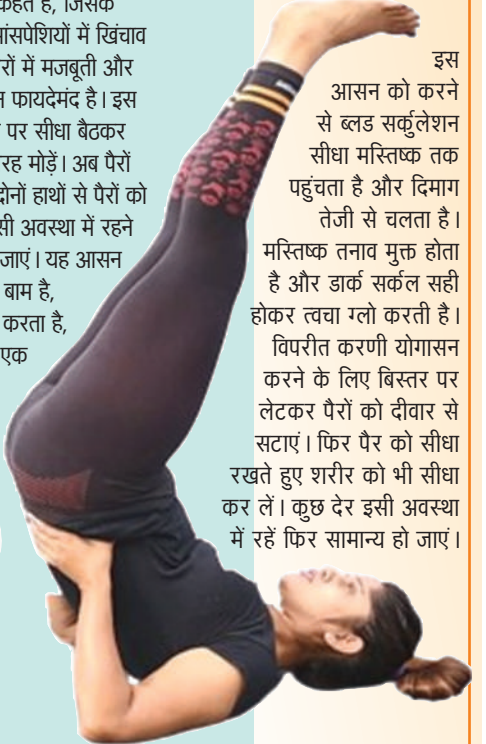 कहते हैं, जिसके
मांसपेशियों में खिंचाव
रों में मजबूती और
फायदेमंद है। इस
पर सीधा बैठकर
रह मोड़ें। अब पैरों
दोनों हाथों से पैरों को
सी अवस्था में रहने
जाएं। यह आसन
बाम है,
करता है,
एक
इस
आसन को करने
से ब्लड सर्कुलेशन
सीधा मस्तिष्क तक
पहुंचता है और दिमाग
तेजी से चलता है।
मस्तिष्क तनाव मुक्त होता
है और डार्क सर्कल सही
होकर त्वचा ग्लो करती है।
विपरीत करणी योगासन
करने के लिए बिस्तर पर
लेटकर पैरों को दीवार से
सटाएं। फिर पैर को सीधा
रखते हुए शरीर को भी सीधा
कर लें। कुछ देर इसी अवस्था
में रहें फिर सामान्य हो जाएं।